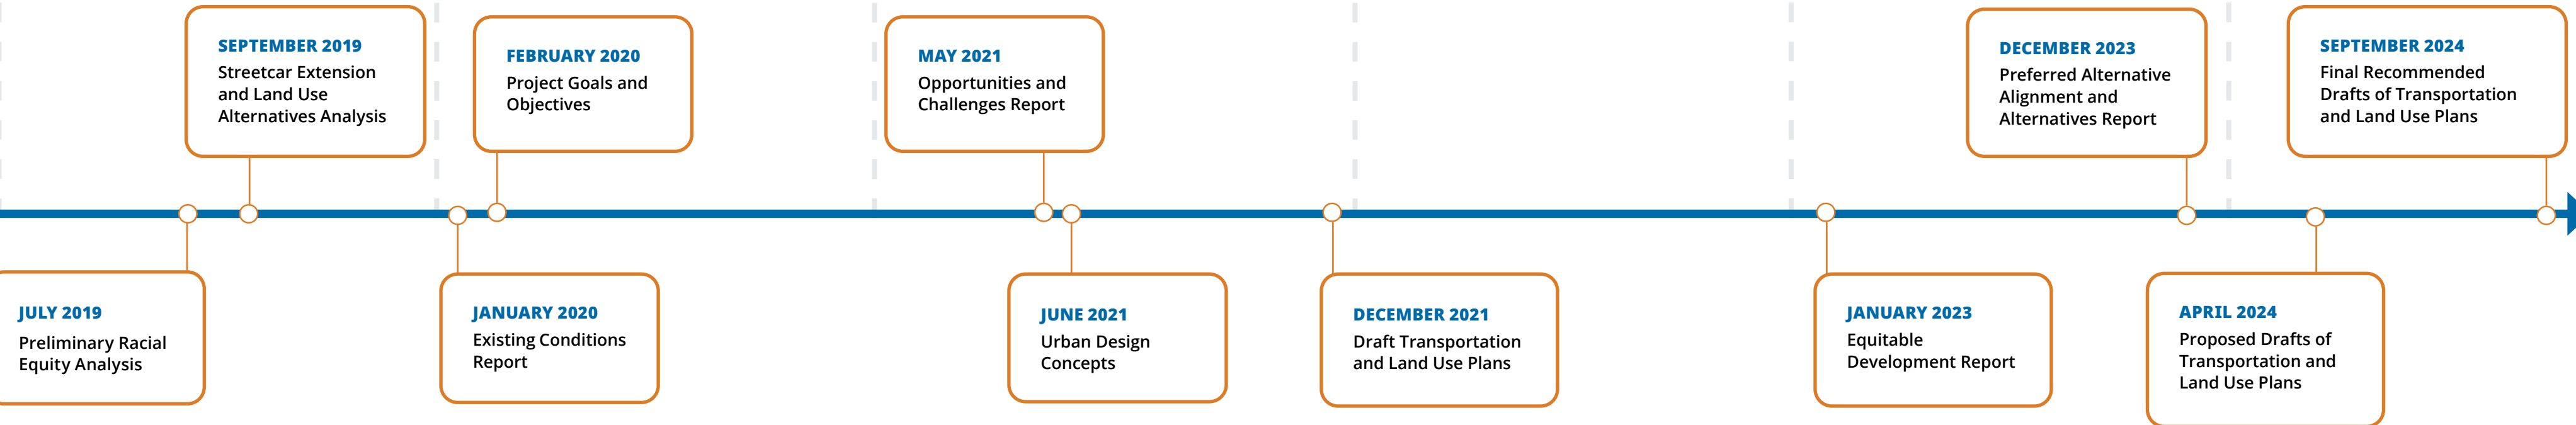 SEPTEMBER 2019
Streetcar Extension
and Land Use
Alternatives Analysis
FEBRUARY 2020
Project Goals and
Objectives
MAY 2021
Opportunities and
Challenges Report
DECEMBER 2023
Preferred Alternative
Alignment and
Alternatives Report
SEPTEMBER 2024
Final Recommended
Drafts of Transportation
and Land Use Plans
JULY 2019
Preliminary Racial
Equity Analysis
JANUARY 2020
Existing Conditions
Report
JUNE 2021
Urban Design
Concepts
DECEMBER 2021
Draft Transportation
and Land Use Plans
JANUARY 2023
Equitable
Development Report
APRIL 2024
Proposed Drafts of
Transportation and
Land Use Plans